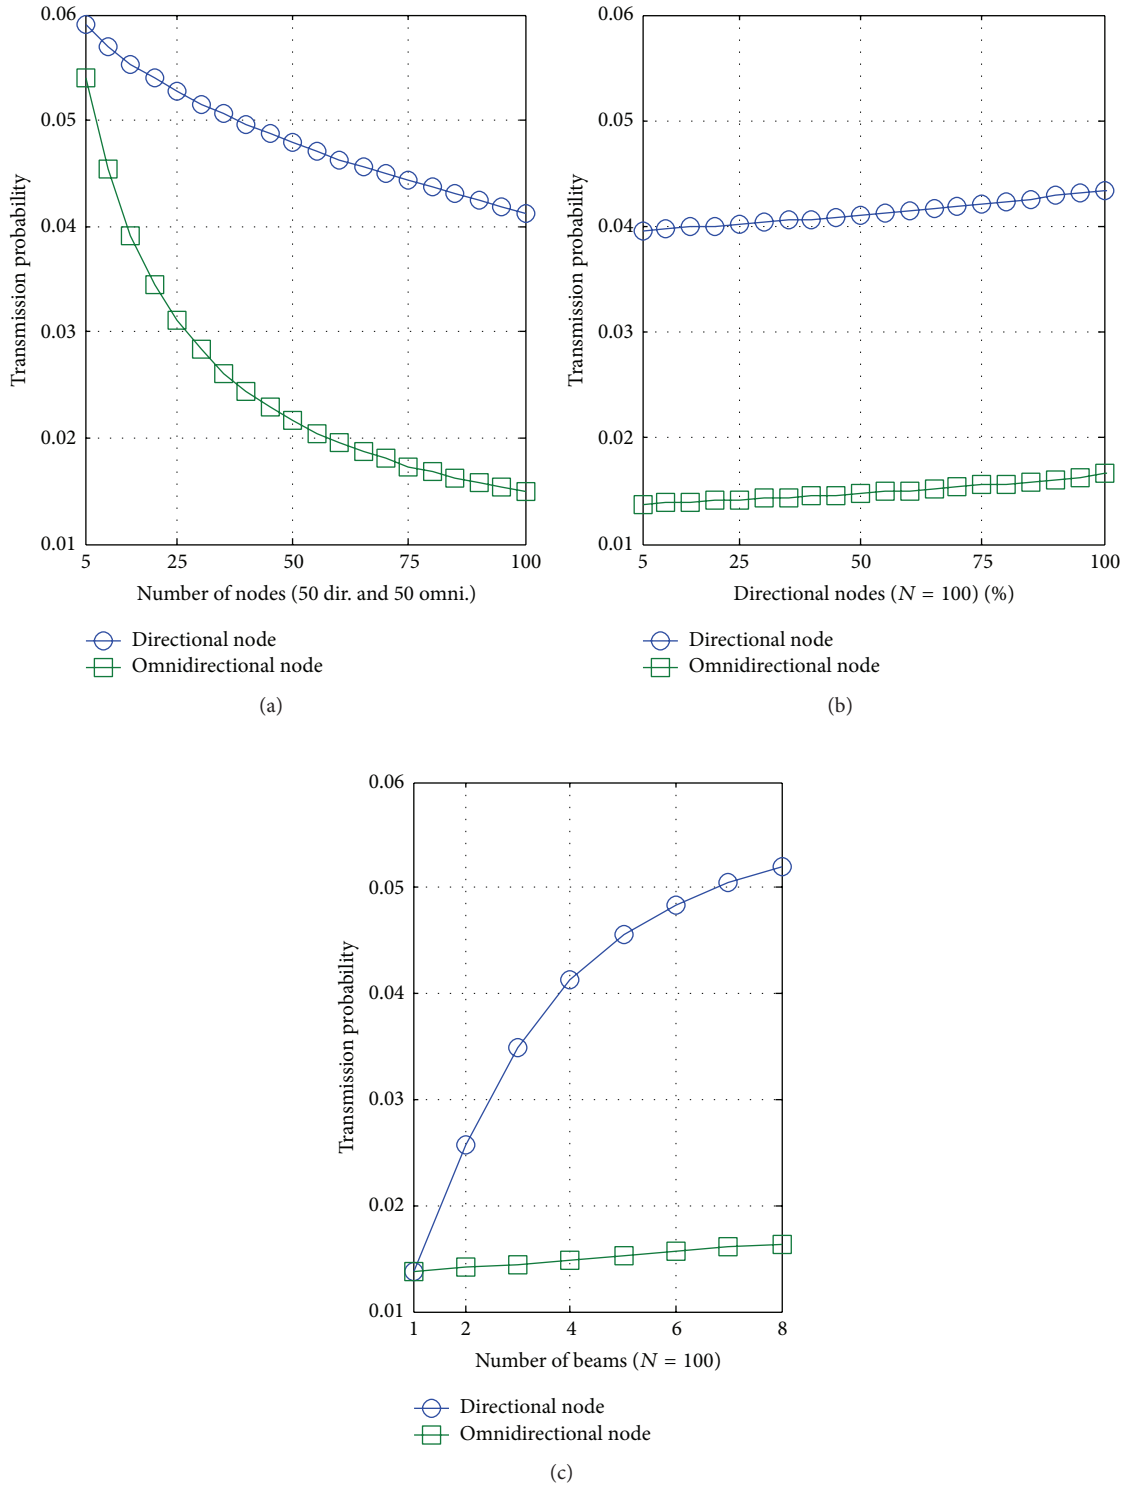 0.06
0.05
0.04
0.03
0.02
0.01
Transmission probability
5 25 50 75 100
Number of nodes (50 dir. and 50 omni.)
Directional node
Omnidirectional node
(a)
0.06
0.05
0.04
0.03
0.02
0.01
Transmission probability
5 25 50 75 100
Directional nodes (N = 100) (%)
Directional node
Omnidirectional node
(b)
0.06
0.05
0.04
0.03
0.02
0.01
Transmission probability
1 2 4 6 8
Number of beams (N = 100)
Directional node
Omnidirectional node
(c)